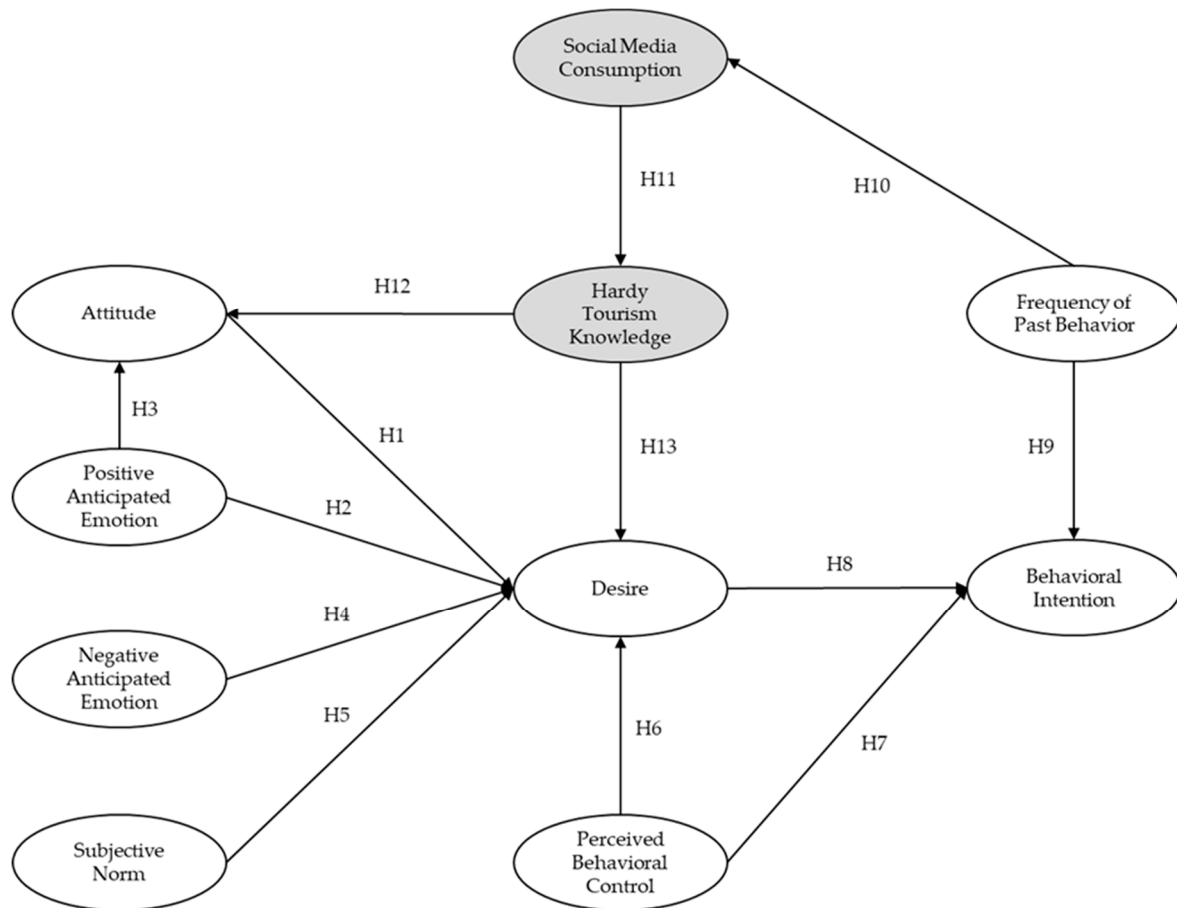 Social Media
Consumption
H11
H10
H12
Attitude
Hardy
Tourism
Knowledge
Frequency of
Past Behavior
H3
H1
H13
H9
Positive
Anticipated
Emotion
H2
Desire
H8
Behavioral
Intention
H4
Negative
Anticipated
Emotion
H5
H6
H7
Subjective
Norm
Perceived
Behavioral
Control